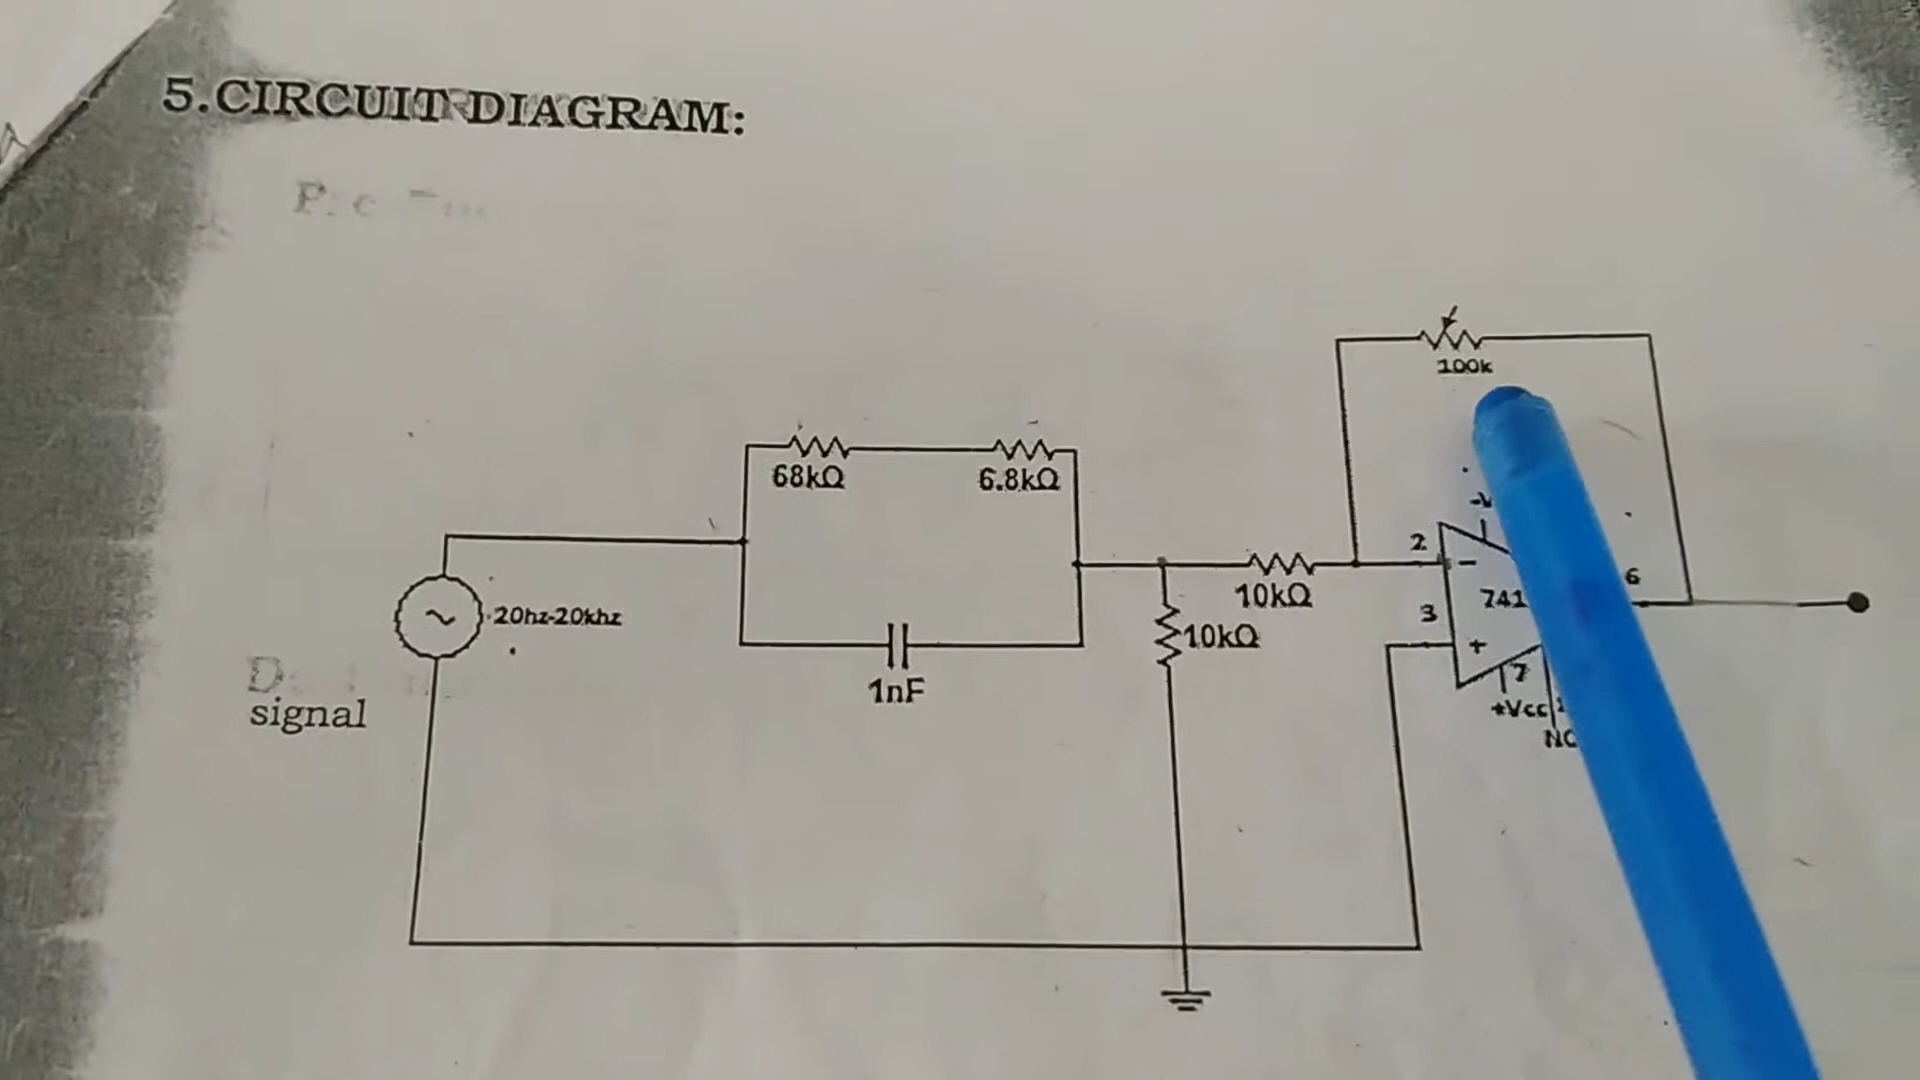 5.CIRCUIT DIAGRAM:
100k
68kΩ
6.8kΩ
-V
2
-
6
741
10kΩ
3
20hz-20khz
10kΩ
+
7
1nF
signal
+Vcc
NC